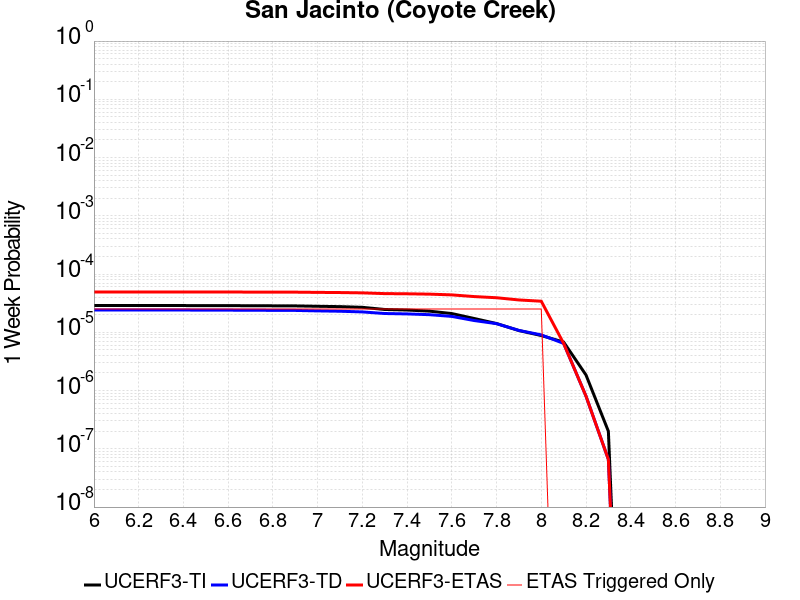 San Jacinto (Coyote Creek)
10^0
10^-1
10^-2
10^-3
10^-4
10^-5
10^-6
10^-7
10^-8
1 Week Probability
6 6.2 6.4 6.6 6.8 7 7.2 7.4 7.6 7.8 8 8.2 8.4 8.6 8.8 9
Magnitude
UCERF3-TI UCERF3-TD UCERF3-ETAS ETAS Triggered Only